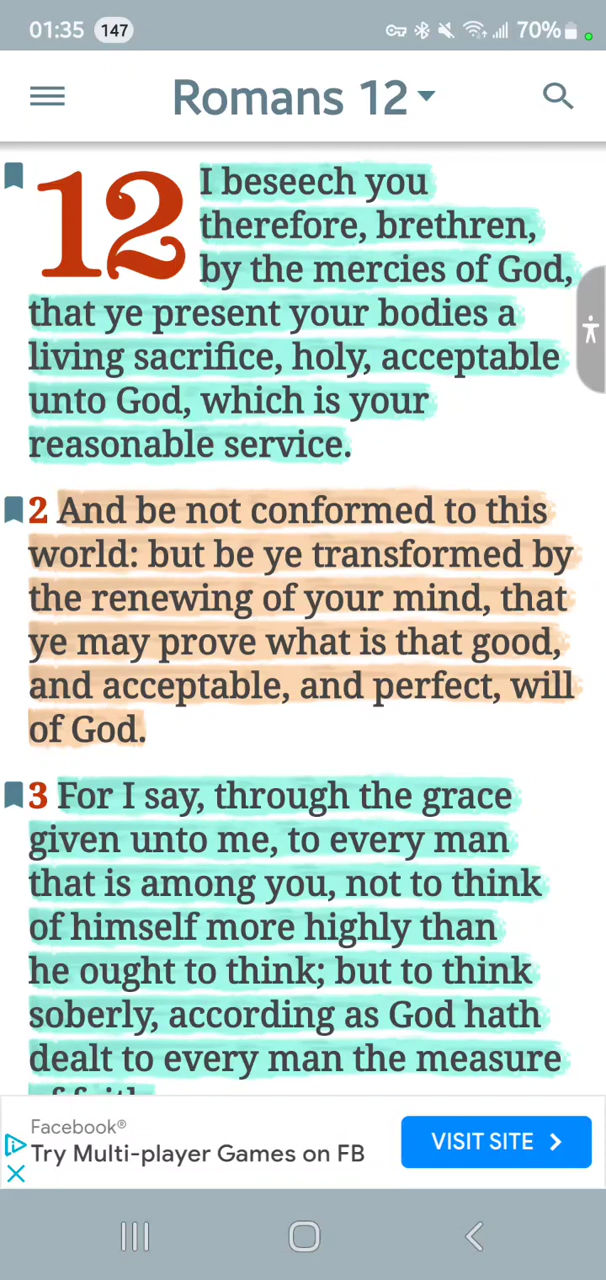 01:35 147 70%
Romans 12
12 I beseech you
therefore, brethren,
by the mercies of God,
that ye present your bodies a
living sacrifice, holy, acceptable
unto God, which is your
reasonable service.
2 And be not conformed to this
world: but be ye transformed by
the renewing of your mind, that
ye may prove what is that good,
and acceptable, and perfect, will
of God.
3 For I say, through the grace
given unto me, to every man
that is among you, not to think
of himself more highly than
he ought to think; but to think
soberly, according as God hath
dealt to every man the measure
of faith.
Facebook®
Try Multi-player Games on FB
VISIT SITE